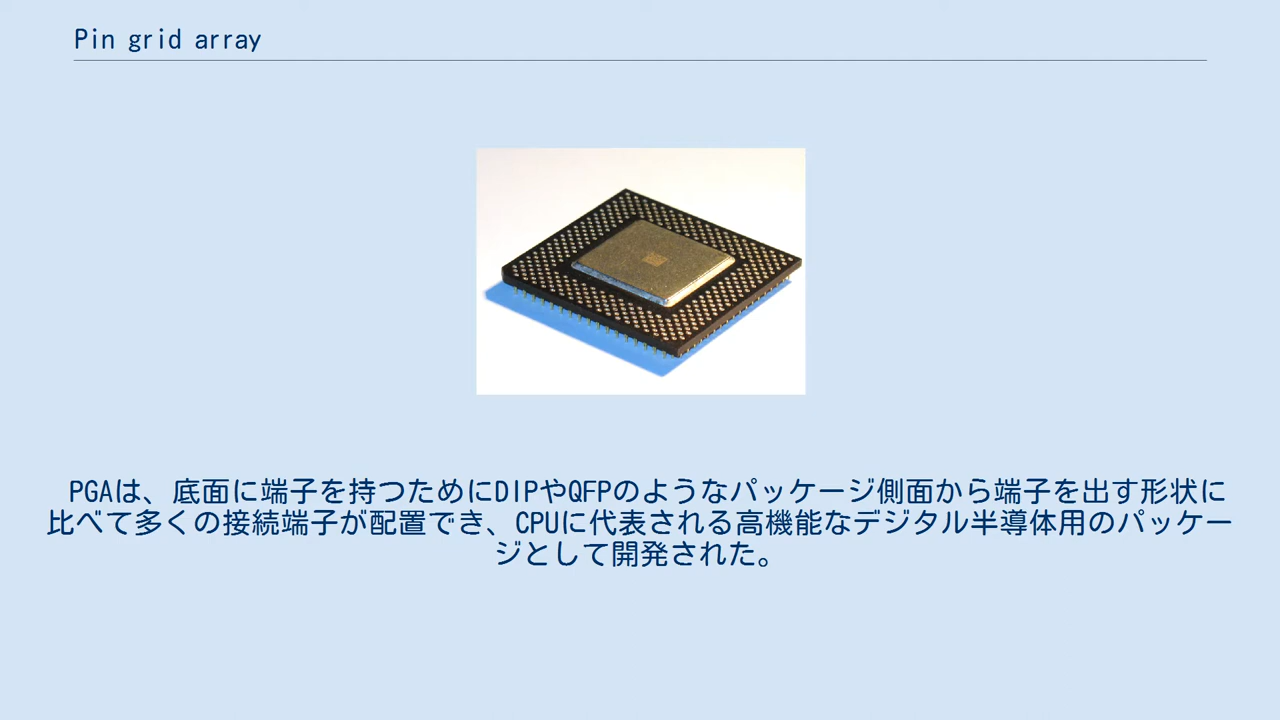 Pin grid array
PGAは、底面に端子を持つためにDIPやQFPのようなパッケージ側面から端子を出す形状に
比べて多くの接続端子が配置でき、CPUに代表される高機能なデジタル半導体用のパッケー
ジとして開発された。